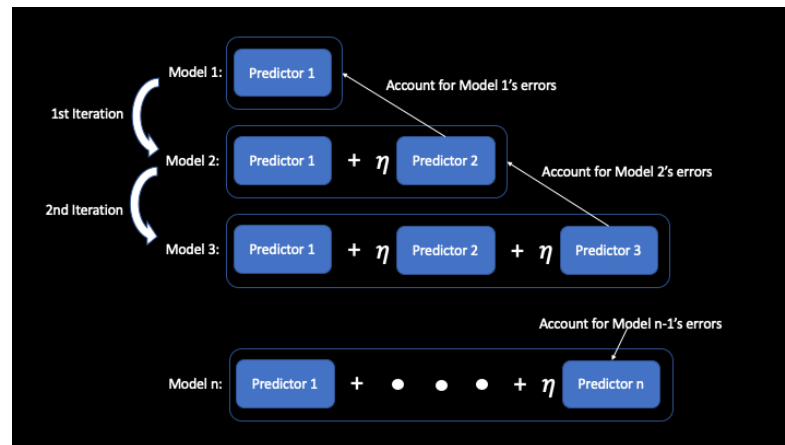 Model 1: Predictor 1
Account for Model 1's errors
1st Iteration
Model 2: Predictor 1 + η Predictor 2
Account for Model 2's errors
2nd Iteration
Model 3: Predictor 1 + η Predictor 2 + η Predictor 3
Account for Model n-1's errors
Model n: Predictor 1 + • • • + η Predictor n